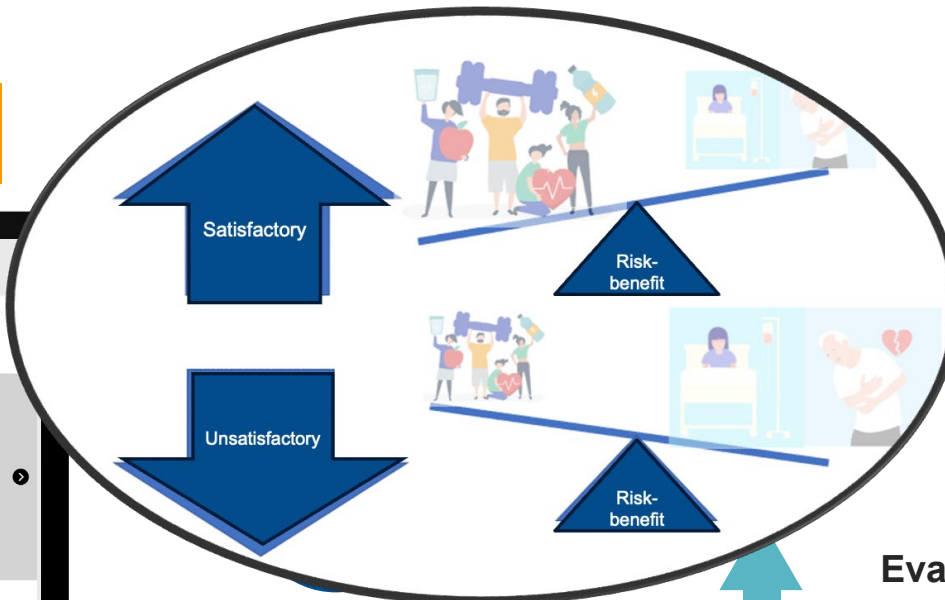 Satisfactory
Risk-
benefit
Unsatisfactory
Risk-
benefit
Eva